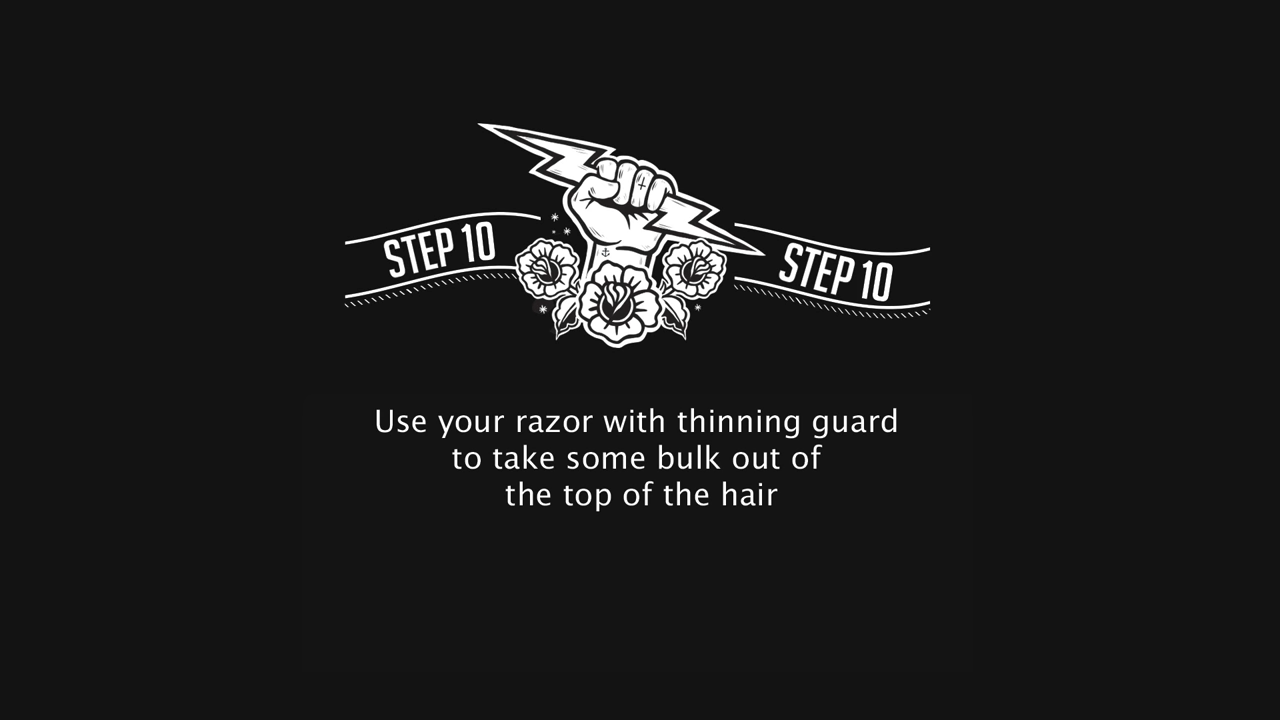 STEP 10
STEP 10
Use your razor with thinning guard
to take some bulk out of
the top of the hair